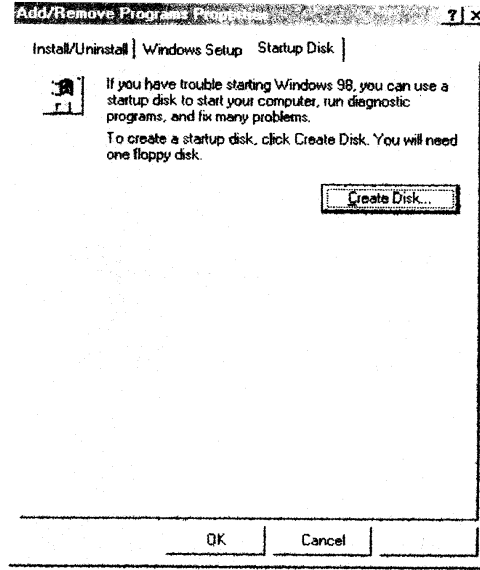 Add/Remove Programs Properties
Install/Uninstall
Windows Setup
Startup Disk
If you have trouble starting Windows 98, you can use a
startup disk to start your computer, run diagnostic
programs, and fix many problems.
To create a startup disk, click Create Disk. You will need
one floppy disk.
Create Disk...
OK
Cancel